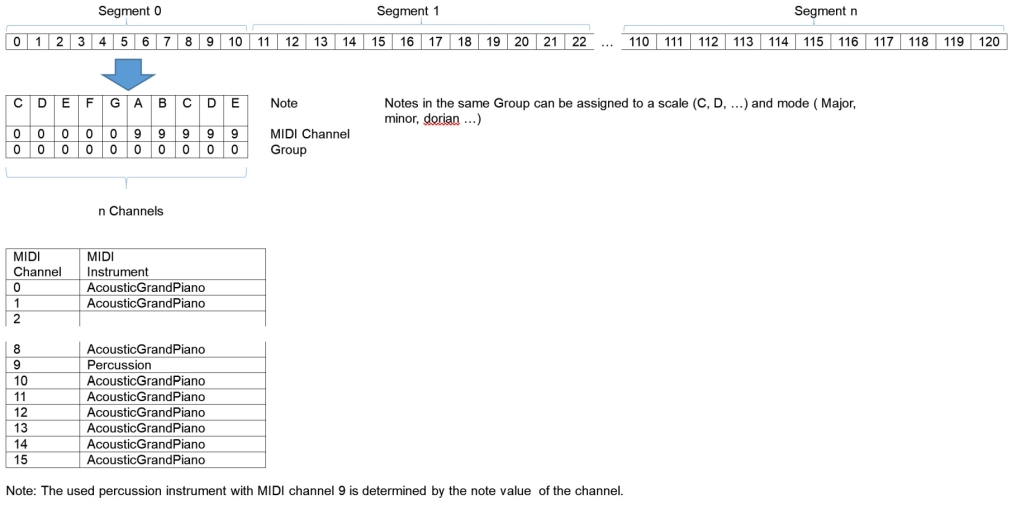 Segment 0 Segment 1 Segment n
0 1 2 3 4 5 6 7 8 9 10 11 12 13 14 15 16 17 18 19 20 21 22 ... 110 111 112 113 114 115 116 117 118 119 120
C D E F G A B C D E Note Notes in the same Group can be assigned to a scale (C, D, ...) and mode ( Major,
minor, dorian ...)
0 0 0 0 0 9 9 9 9 9 MIDI Channel
0 0 0 0 0 0 0 0 0 0 Group
n Channels
MIDI MIDI
Channel Instrument
0 AcousticGrandPiano
1 AcousticGrandPiano
2
8 AcousticGrandPiano
9 Percussion
10 AcousticGrandPiano
11 AcousticGrandPiano
12 AcousticGrandPiano
13 AcousticGrandPiano
14 AcousticGrandPiano
15 AcousticGrandPiano
Note: The used percussion instrument with MIDI channel 9 is determined by the note value of the channel.